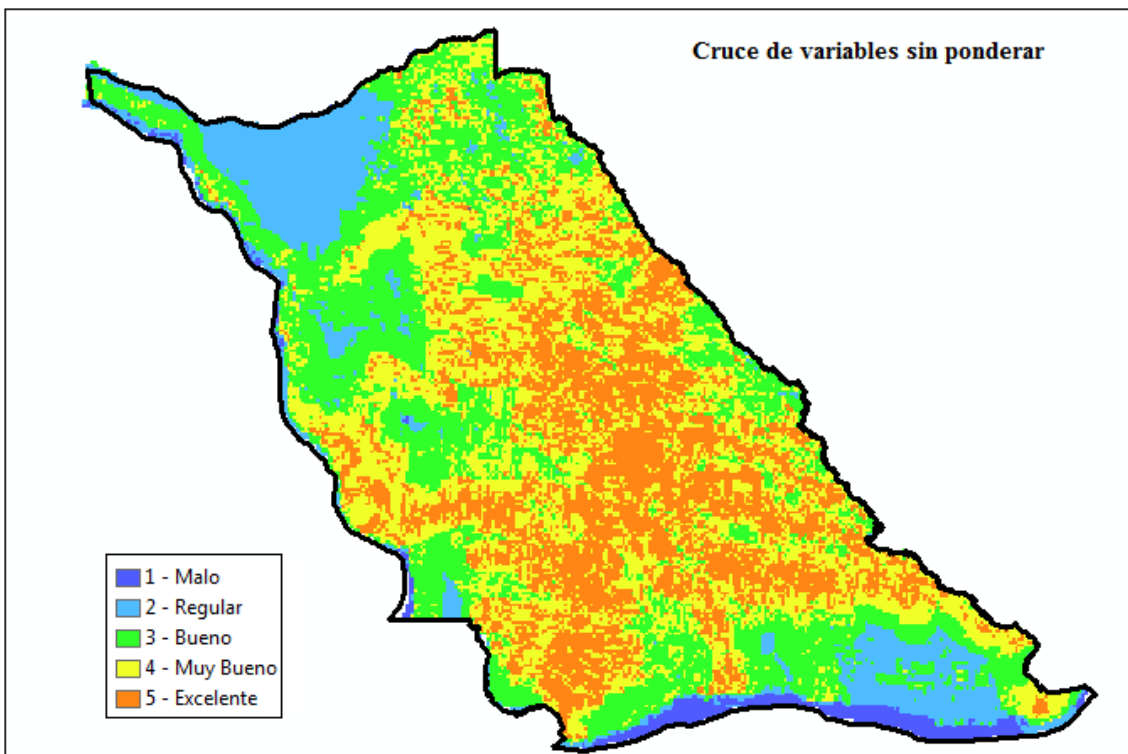 Cruce de variables sin ponderar
1 - Malo
2 - Regular
3 - Bueno
4 - Muy Bueno
5 - Excelente